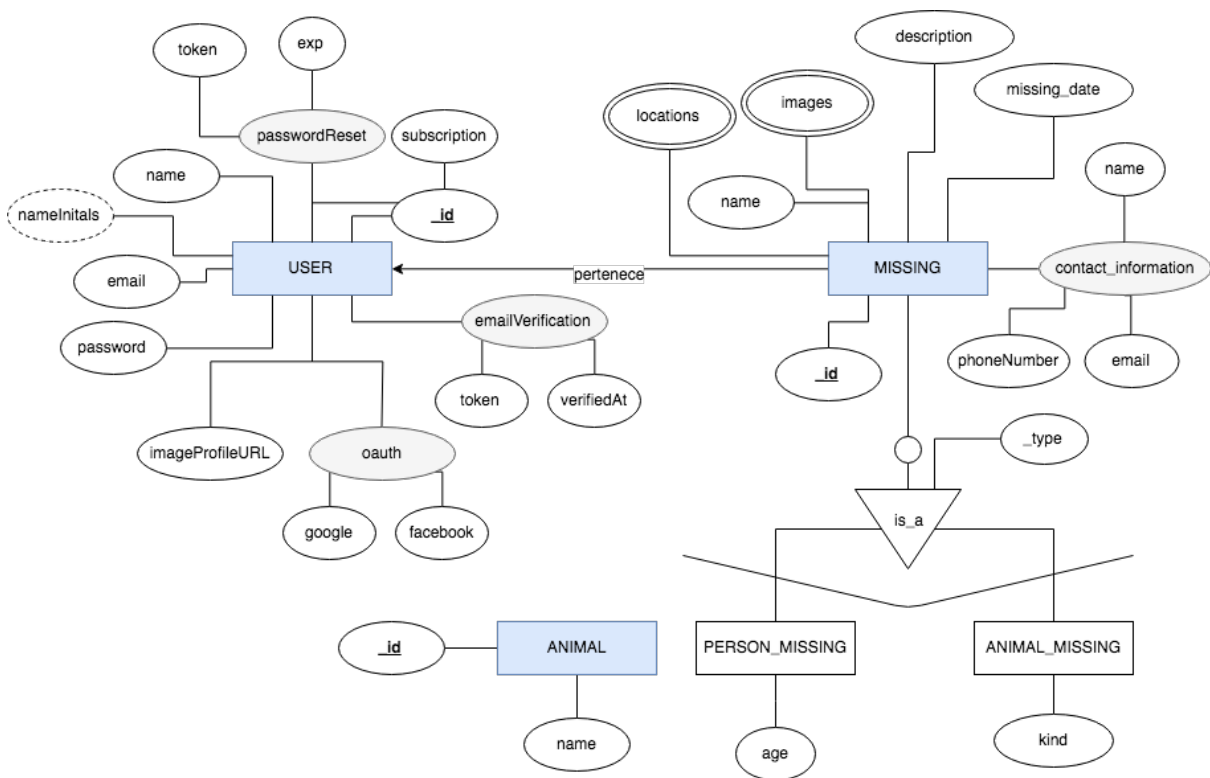 description
token
exp
missing_date
images
locations
passwordReset
subscription
name
name
name
nameInitals
_id
USER
pertenece
MISSING
contact_information
email
emailVerification
password
phoneNumber
email
_id
token
verifiedAt
imageProfileURL
oauth
_type
is_a
google
facebook
_id
ANIMAL
PERSON_MISSING
ANIMAL_MISSING
name
age
kind